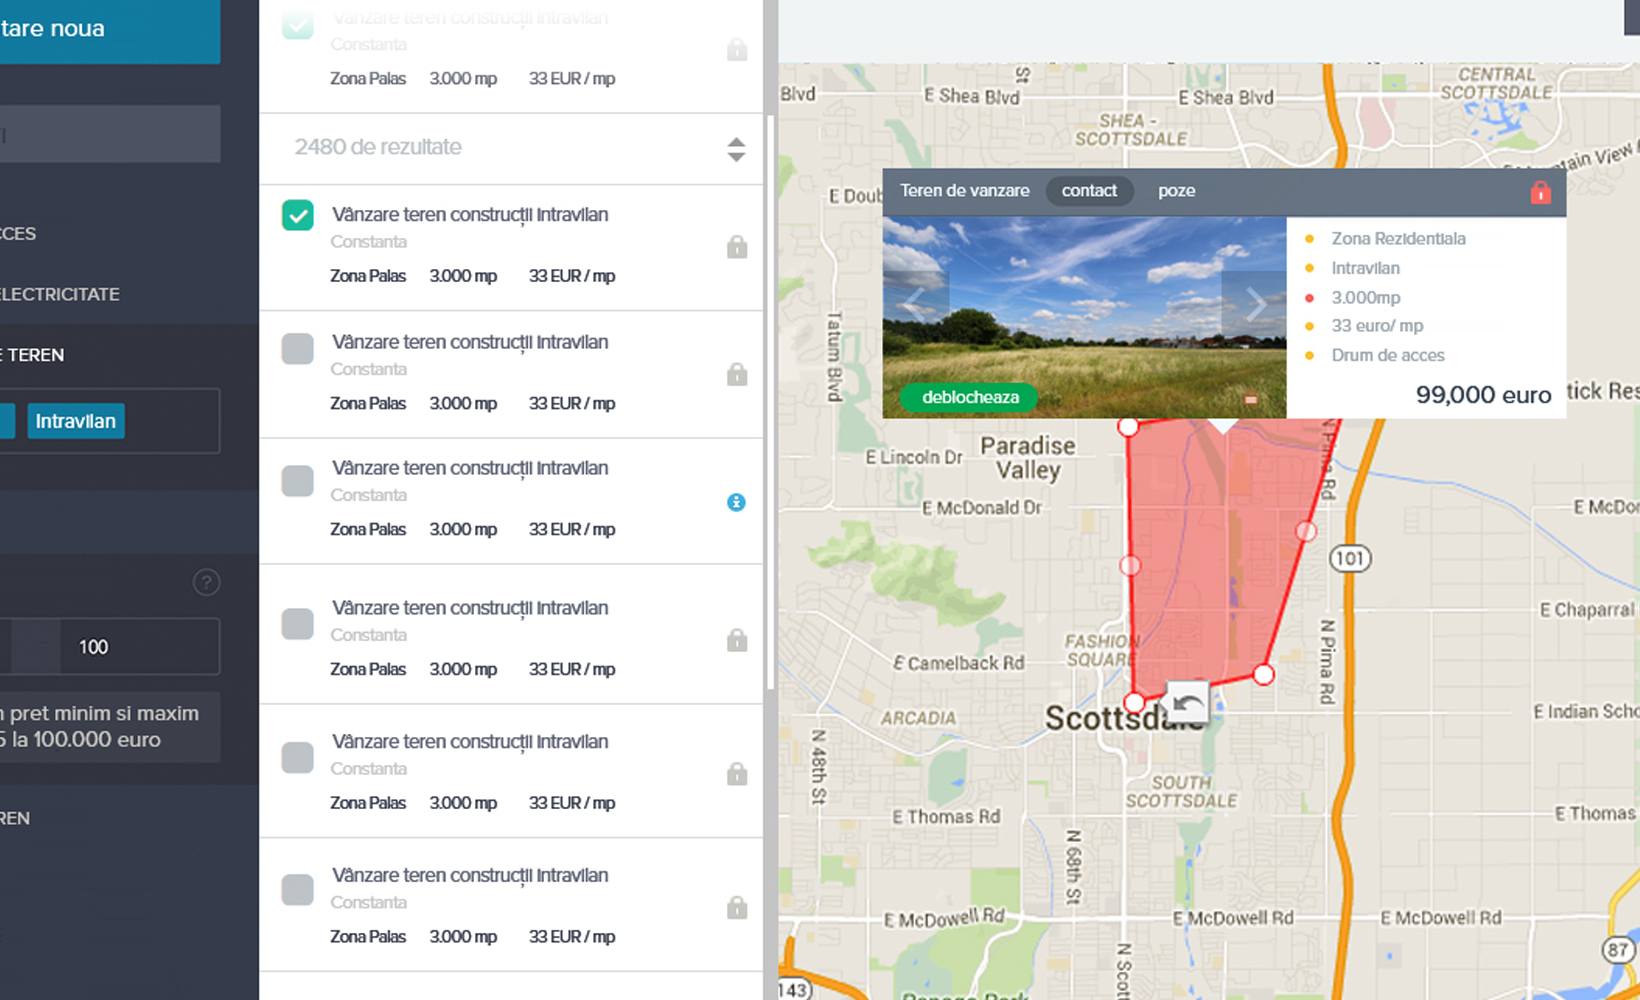 tare noua
CCES
ELECTRICITATE
E TEREN
Intravilan
?
100
n pret minim si maxim
5 la 100.000 euro
REN
Vânzare teren construcții Intravilan
Constanta
Zona Palas 3.000 mp 33 EUR / mp
2480 de rezultate
Vânzare teren construcții Intravilan
Constanta
Zona Palas 3.000 mp 33 EUR / mp
Vânzare teren construcții Intravilan
Constanta
Zona Palas 3.000 mp 33 EUR / mp
Vânzare teren construcții Intravilan
Constanta
Zona Palas 3.000 mp 33 EUR / mp
Vânzare teren construcții Intravilan
Constanta
Zona Palas 3.000 mp 33 EUR / mp
Vânzare teren construcții Intravilan
Constanta
Zona Palas 3.000 mp 33 EUR / mp
Vânzare teren construcții Intravilan
Constanta
Zona Palas 3.000 mp 33 EUR / mp
St
CENTRAL
SCOTTSDALE
Blvd
E Shea Blvd
E Shea Blvd
SHEA -
SCOTTSDALE
Mountain View
E Doub
Teren de vanzare contact poze
Zona Rezidentiala
Intravilan
3.000mp
33 euro/ mp
Drum de acces
99,000 euro
deblocheaza
Tatum Blvd
tick Res
N Pima Rd
Paradise
Valley
E Lincoln Dr
E McDonald Dr
E McDon
101
E Chaparral
FASHION
SQUARE
N Pima Rd
E Camelback Rd
ARCADIA
Scottsdale
E Indian Scho
N 48th St
SOUTH
SCOTTSDALE
E Thomas Rd
E Thomas
N 68th St
E McDowell Rd
E McDowell Rd
E McDowell Rd
N Scott
87
143